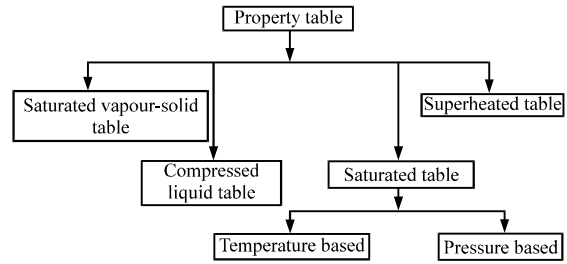 Property table
Saturated vapour-solid
table
Superheated table
Compressed
liquid table
Saturated table
Temperature based
Pressure based